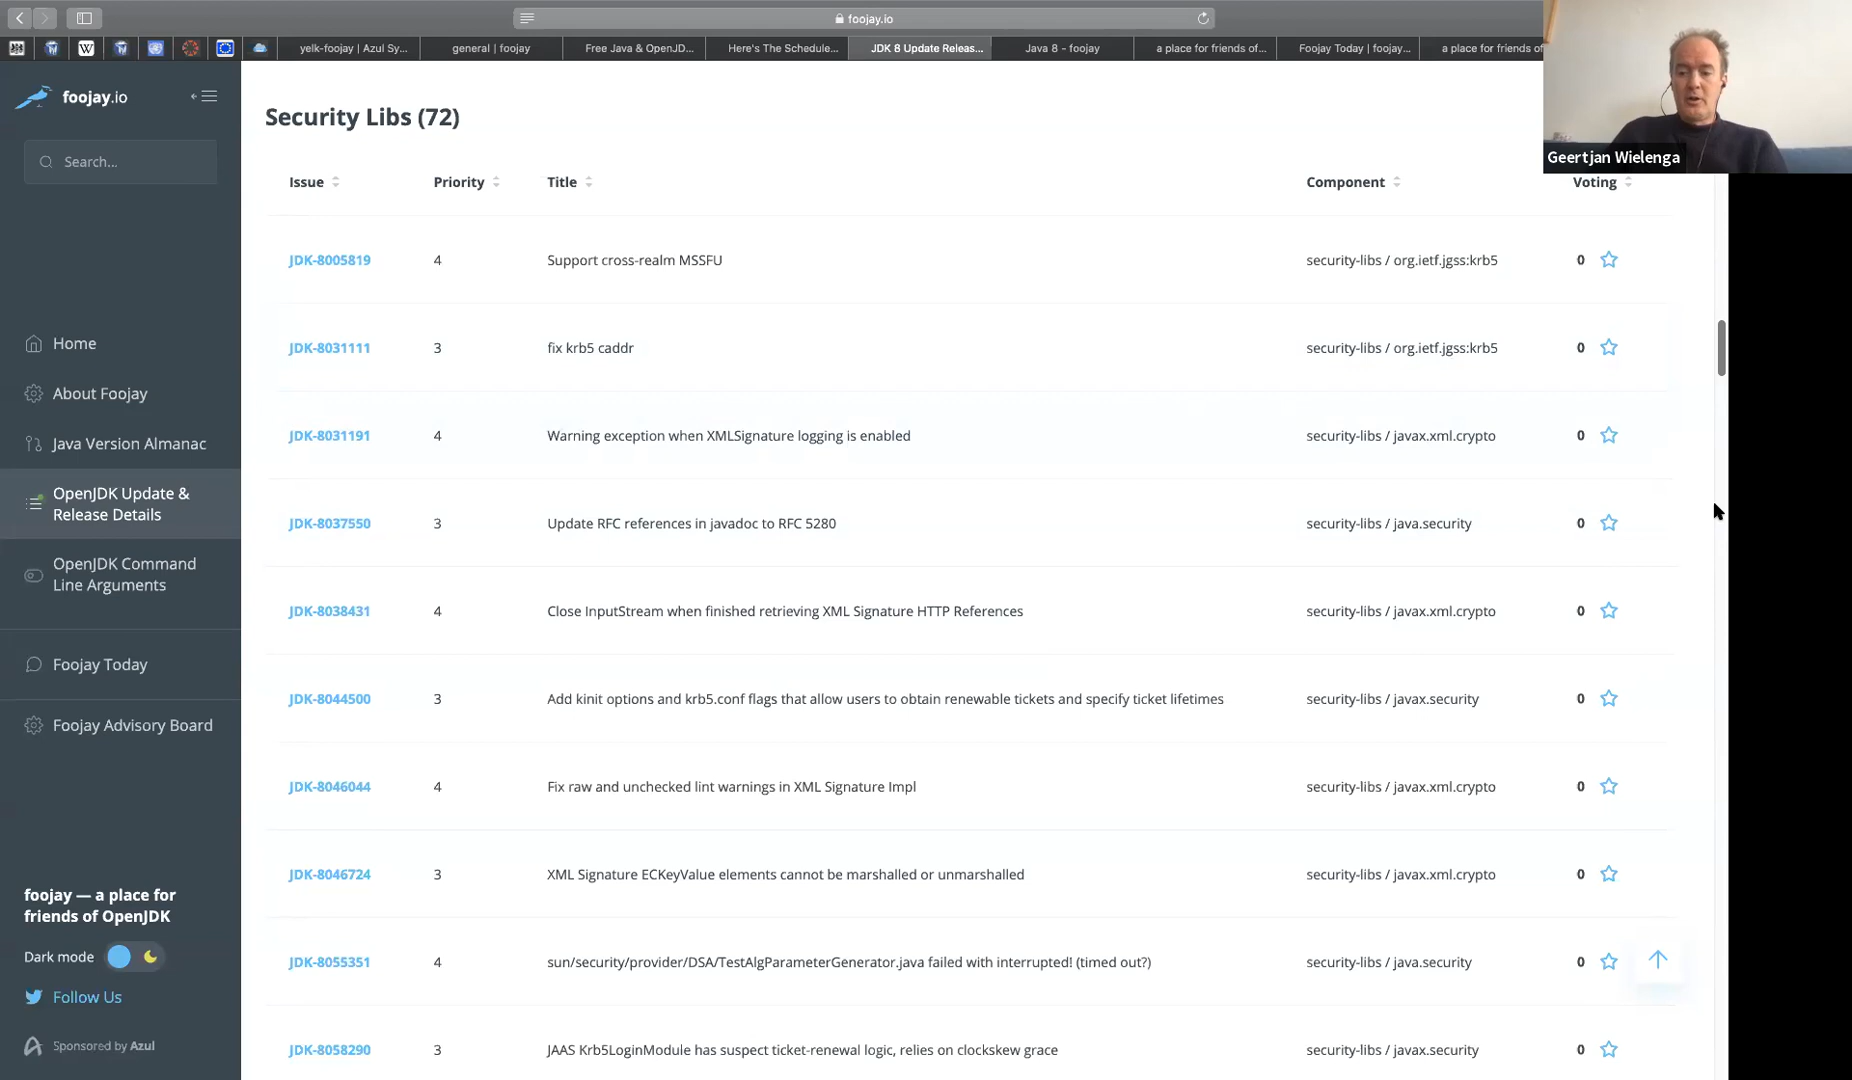 foojay.io
yelk-foojay | Azul Sy...
general | foojay
Free Java & OpenJD...
Here's The Schedule...
JDK 8 Update Releas...
Java 8 - foojay
a place for friends of...
Foojay Today | foojay...
a place for friends of
W
foojay.io
Search...
Home
About Foojay
Java Version Almanac
OpenJDK Update &
Release Details
OpenJDK Command
Line Arguments
Foojay Today
Foojay Advisory Board
foojay — a place for
friends of OpenJDK
Dark mode
Follow Us
Sponsored by Azul
Geertjan Wielenga
Security Libs (72)
Issue Priority Title Component Voting
JDK-8005819 4 Support cross-realm MSSFU security-libs / org.ietf.jgss:krb5 0
JDK-8031111 3 fix krb5 caddr security-libs / org.ietf.jgss:krb5 0
JDK-8031191 4 Warning exception when XMLSignature logging is enabled security-libs / javax.xml.crypto 0
JDK-8037550 3 Update RFC references in javadoc to RFC 5280 security-libs / java.security 0
JDK-8038431 4 Close InputStream when finished retrieving XML Signature HTTP References security-libs / javax.xml.crypto 0
JDK-8044500 3 Add kinit options and krb5.conf flags that allow users to obtain renewable tickets and specify ticket lifetimes security-libs / javax.security 0
JDK-8046044 4 Fix raw and unchecked lint warnings in XML Signature Impl security-libs / javax.xml.crypto 0
JDK-8046724 3 XML Signature ECKeyValue elements cannot be marshalled or unmarshalled security-libs / javax.xml.crypto 0
JDK-8055351 4 sun/security/provider/DSA/TestAlgParameterGenerator.java failed with interrupted! (timed out?) security-libs / java.security 0
JDK-8058290 3 JAAS Krb5LoginModule has suspect ticket-renewal logic, relies on clockskew grace security-libs / javax.security 0